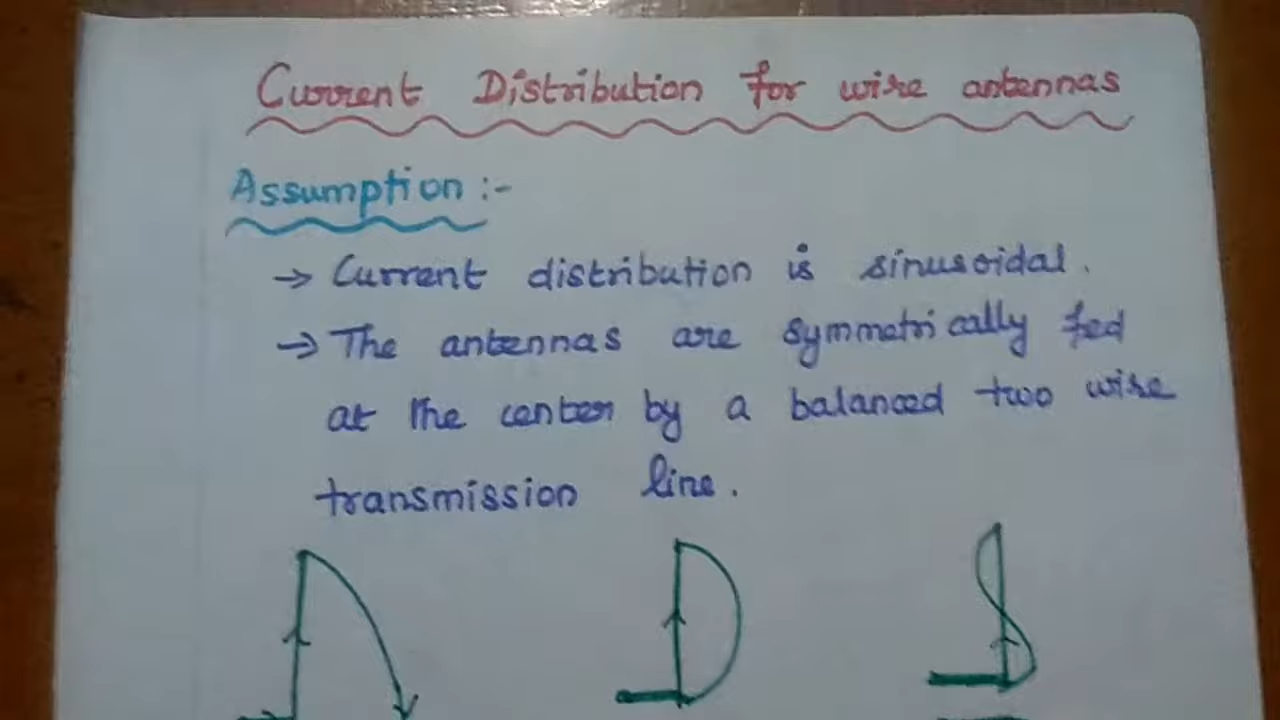 Current Distribution for wire antennas
Assumption :-
→ Current distribution is sinusoidal.
→ The antennas are symmetrically fed
at the center by a balanced two wire
transmission line.